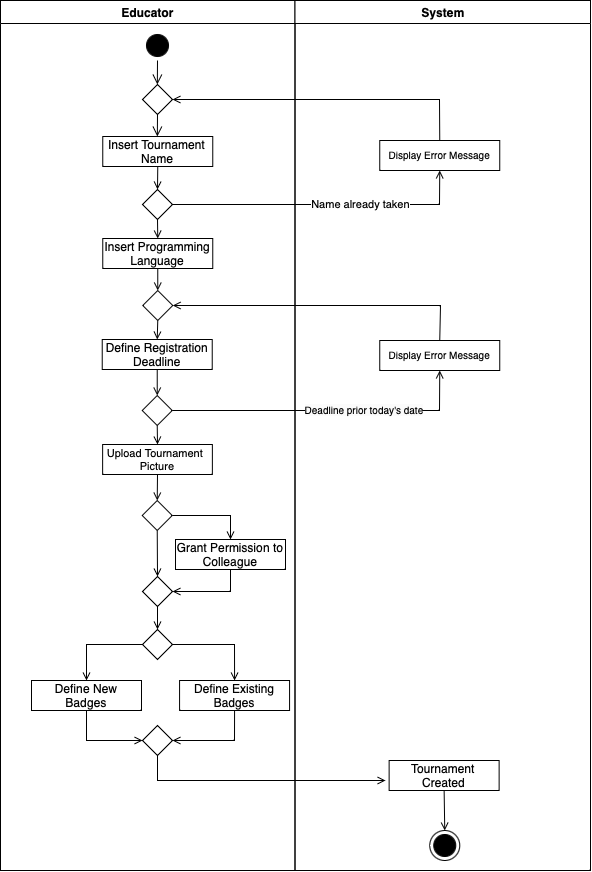 Educator
System
Insert Tournament
Name
Display Error Message
Name already taken
Insert Programming
Language
Define Registration
Deadline
Display Error Message
Deadline prior today's date
Upload Tournament
Picture
Grant Permission to
Colleague
Define New
Badges
Define Existing
Badges
Tournament
Created